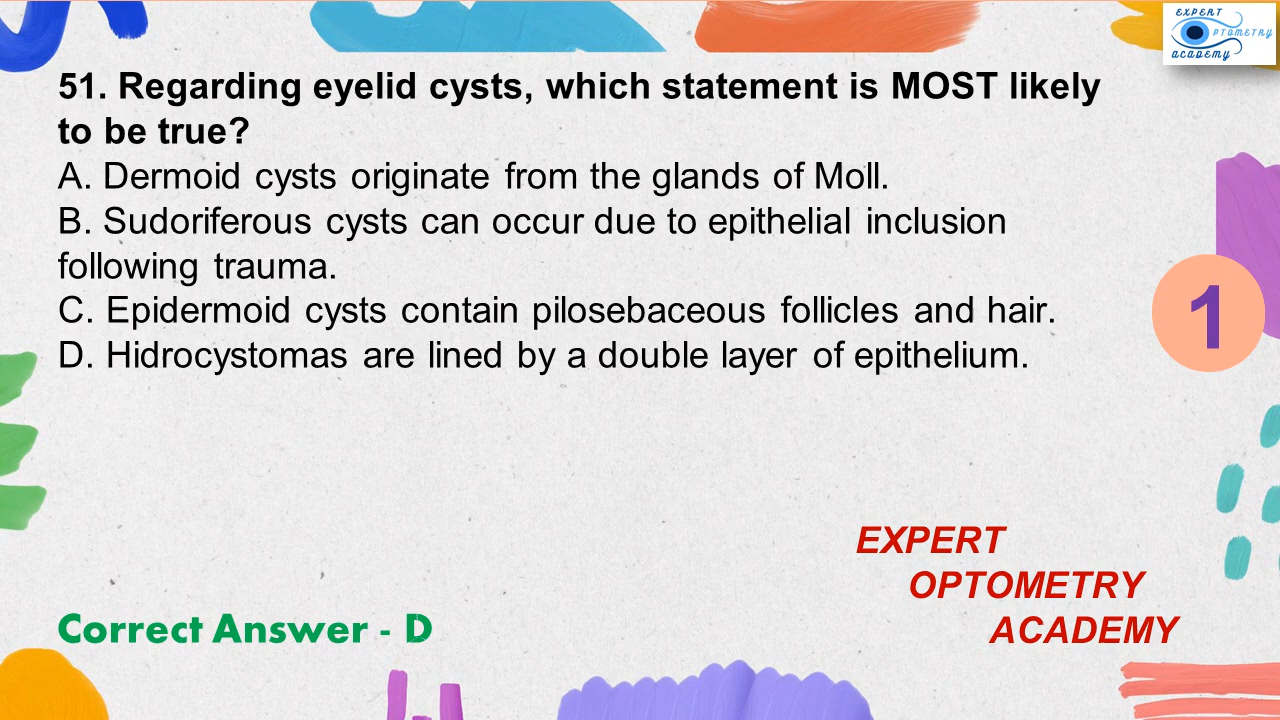 EXPERT
OPTOMETRY
ACADEMY
51. Regarding eyelid cysts, which statement is MOST likely
to be true?
A. Dermoid cysts originate from the glands of Moll.
B. Sudoriferous cysts can occur due to epithelial inclusion
following trauma.
C. Epidermoid cysts contain pilosebaceous follicles and hair.
D. Hidrocystomas are lined by a double layer of epithelium.
1
EXPERT
OPTOMETRY
ACADEMY
Correct Answer - D